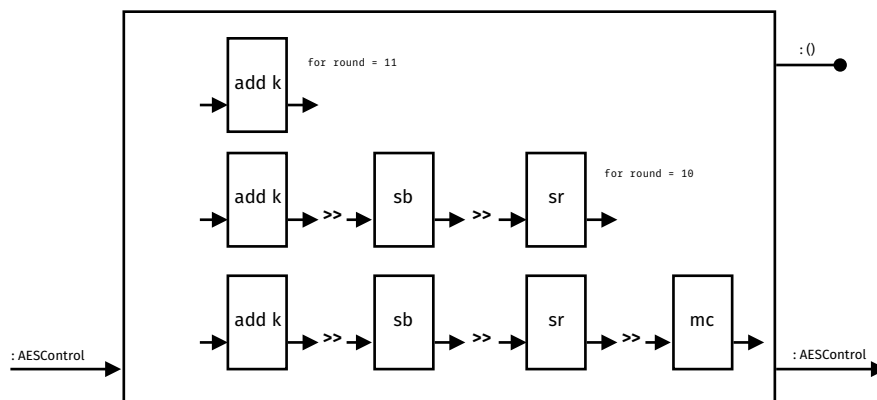 : ()
add k
for round = 11
add k >> sb >> sr
for round = 10
add k >> sb >> sr >> mc
: AESControl
: AESControl